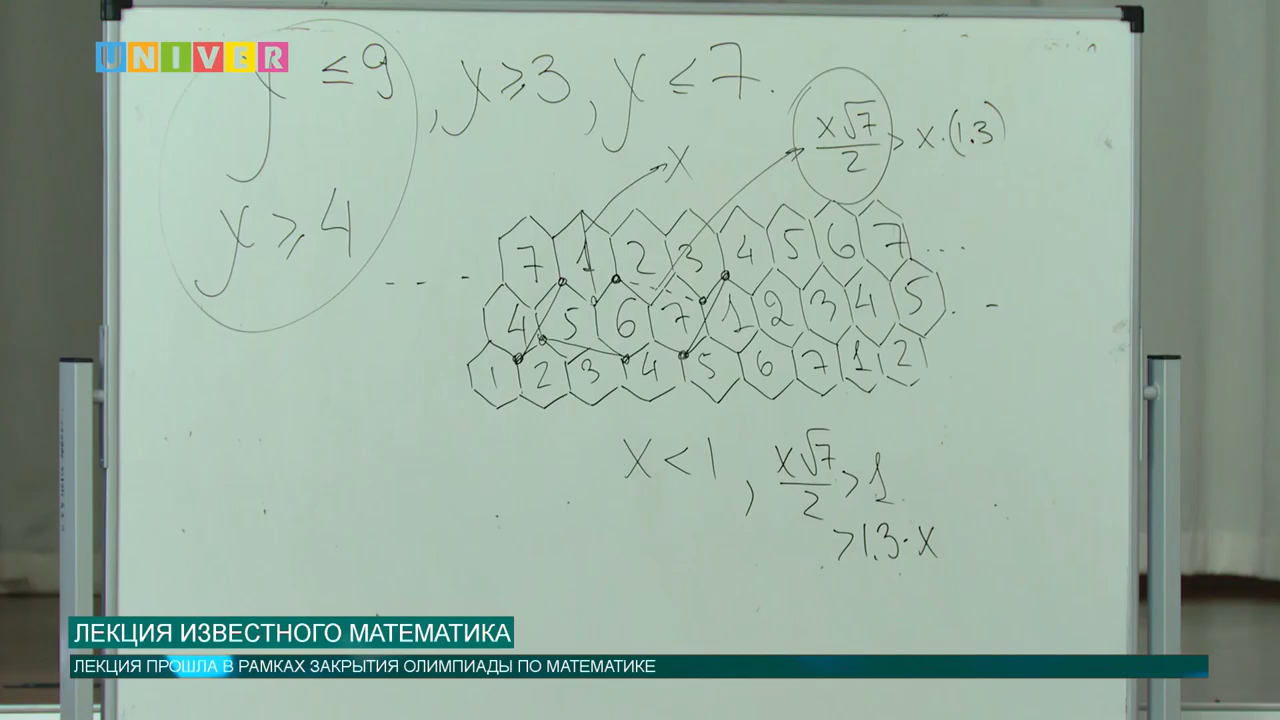 UNIVER
γ ≤ 9, γ ≥ 3, γ ≤ 7.
γ ≥ 4
x
x√7/2 > x·(1.3)
7 1 2 3 4 5 6 7 ...
--- 4 5 6 7 1 2 3 4 5 . -
1 2 3 4 5 6 7 1 2
x < 1, x√7/2 > 1
> 1.3·x
ЛЕКЦИЯ ИЗВЕСТНОГО МАТЕМАТИКА
ЛЕКЦИЯ ПРОШЛА В РАМКАХ ЗАКРЫТИЯ ОЛИМПИАДЫ ПО МАТЕМАТИКЕ